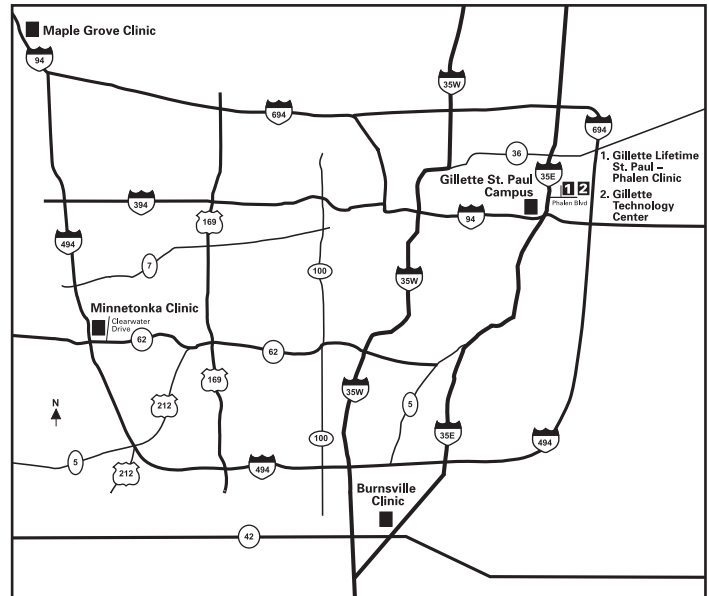 Maple Grove Clinic
94
35W
694
694
36
Gillette St. Paul
Campus
35E
1 2
Phalen Blvd
1. Gillette Lifetime
St. Paul –
Phalen Clinic
2. Gillette
Technology
Center
394
169
94
494
7
100
35W
Minnetonka Clinic
Clearwater
Drive
62
62
169
35W
212
5
N
100
35E
494
5
212
494
Burnsville
Clinic
42